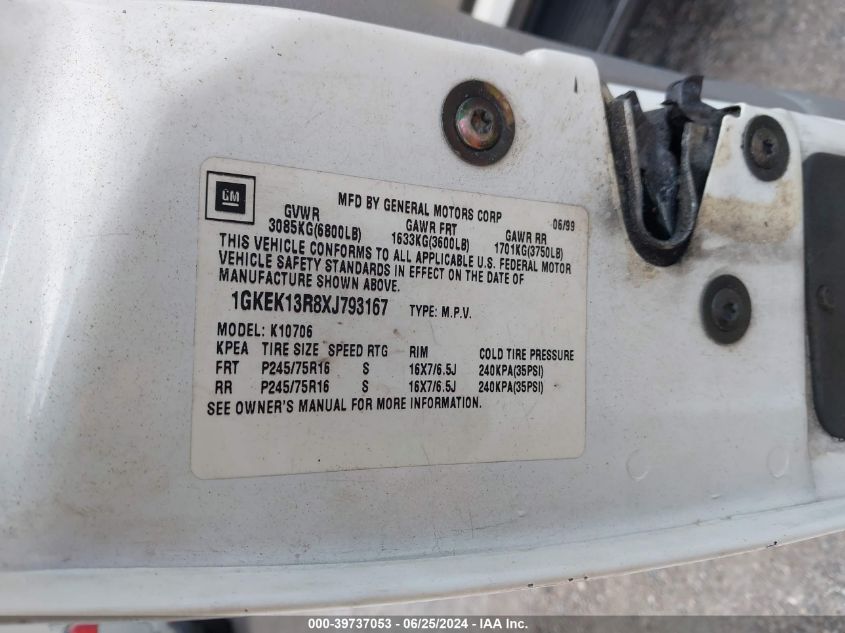 GM
MFD BY GENERAL MOTORS CORP 06/99
GVWR GAWR FRT GAWR RR
3085KG(6800LB) 1633KG(3600LB) 1701KG(3750LB)
THIS VEHICLE CONFORMS TO ALL APPLICABLE U.S. FEDERAL MOTOR
VEHICLE SAFETY STANDARDS IN EFFECT ON THE DATE OF
MANUFACTURE SHOWN ABOVE.
1GKEK13R8XJ793167 TYPE: M.P.V.
MODEL: K10706
KPEA TIRE SIZE SPEED RTG RIM COLD TIRE PRESSURE
FRT P245/75R16 S 16X7/6.5J 240KPA(35PSI)
RR P245/75R16 S 16X7/6.5J 240KPA(35PSI)
SEE OWNER'S MANUAL FOR MORE INFORMATION.
000-39737053 - 06/25/2024 - IAA Inc.